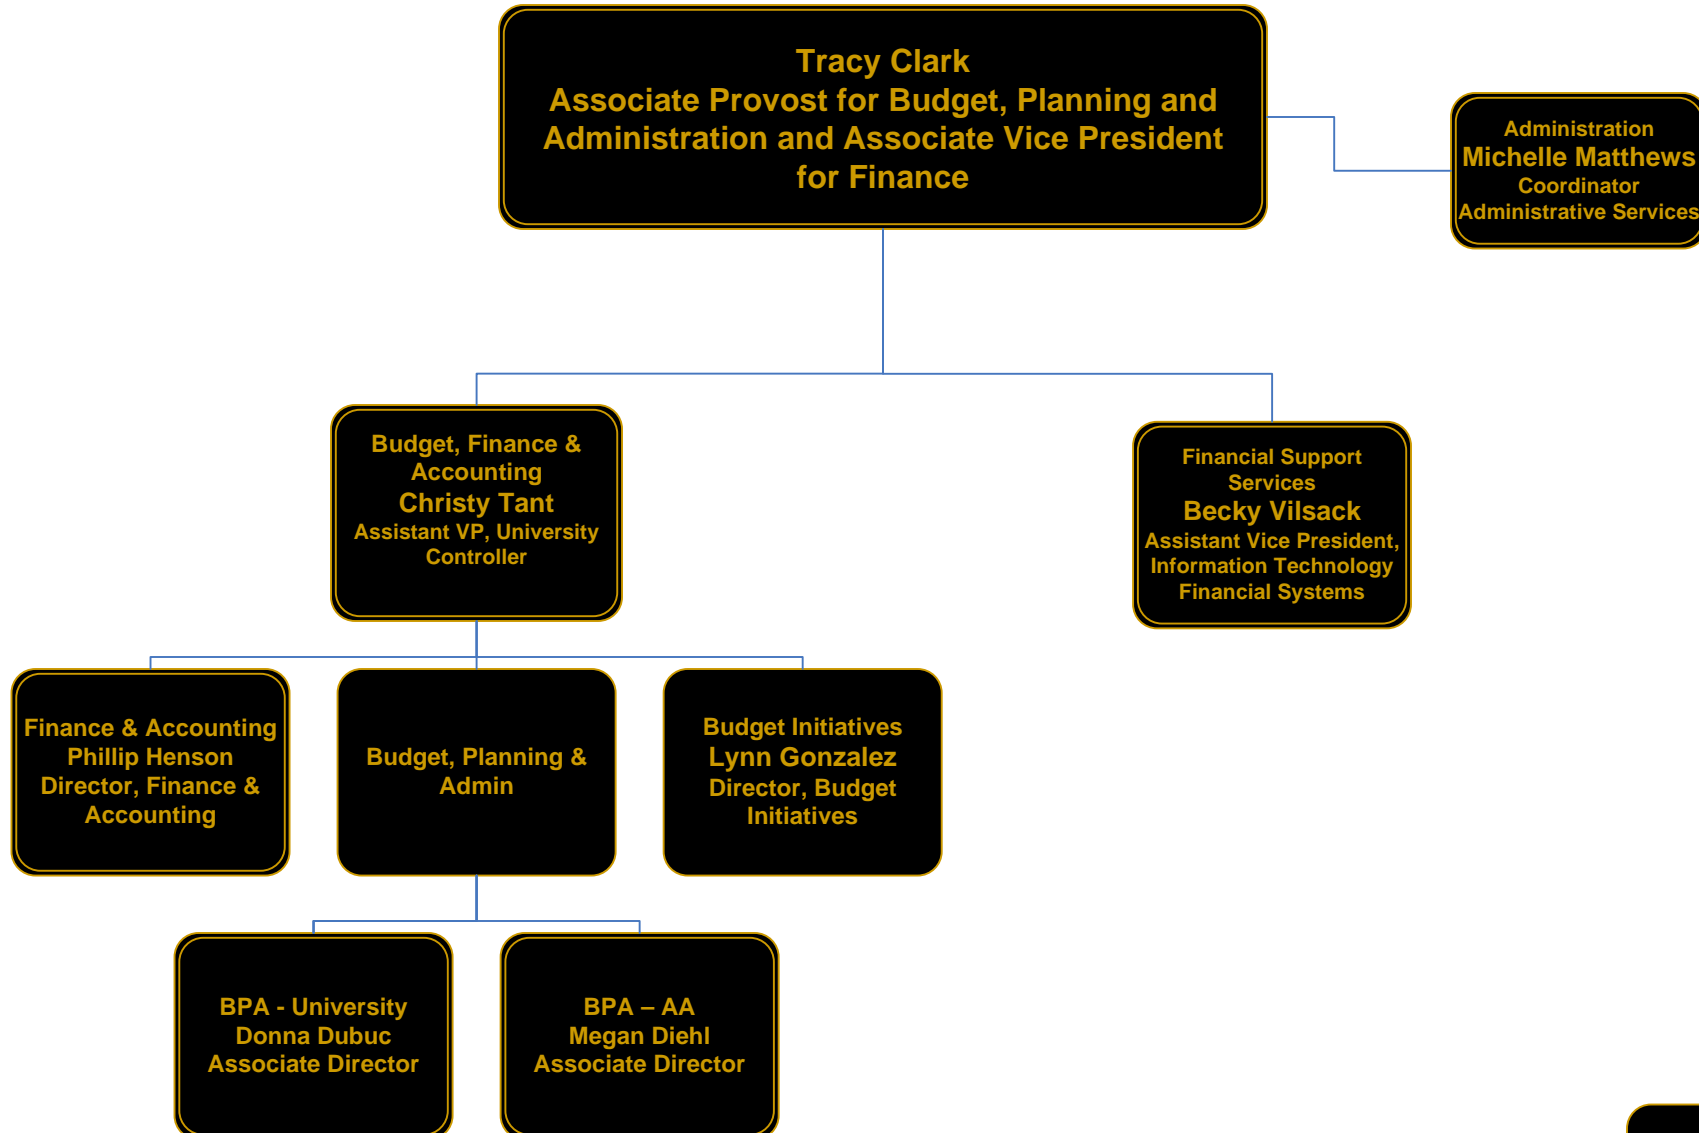 Tracy Clark
Associate Provost for Budget, Planning and
Administration and Associate Vice President
for Finance
Administration
Michelle Matthews
Coordinator
Administrative Services
Budget, Finance &
Accounting
Christy Tant
Assistant VP, University
Controller
Financial Support
Services
Becky Vilsack
Assistant Vice President,
Information Technology
Financial Systems
Finance & Accounting
Phillip Henson
Director, Finance &
Accounting
Budget, Planning &
Admin
Budget Initiatives
Lynn Gonzalez
Director, Budget
Initiatives
BPA - University
Donna Dubuc
Associate Director
BPA – AA
Megan Diehl
Associate Director